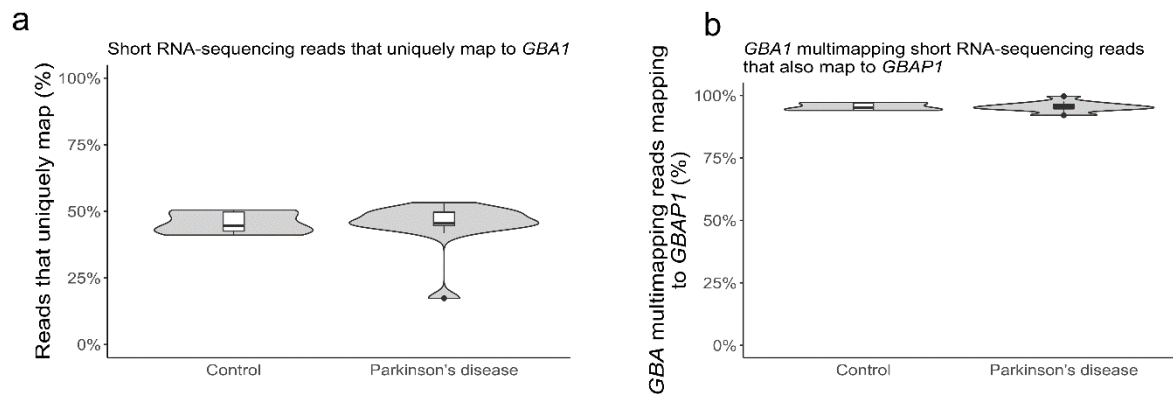 a
Short RNA-sequencing reads that uniquely map to GBA1
Reads that uniquely map (%)
100%
75%
50%
25%
0%
Control
Parkinson's disease
b
GBA1 multimapping short RNA-sequencing reads
that also map to GBAP1
GBA multimapping reads mapping
to GBAP1 (%)
100%
75%
50%
25%
0%
Control
Parkinson's disease